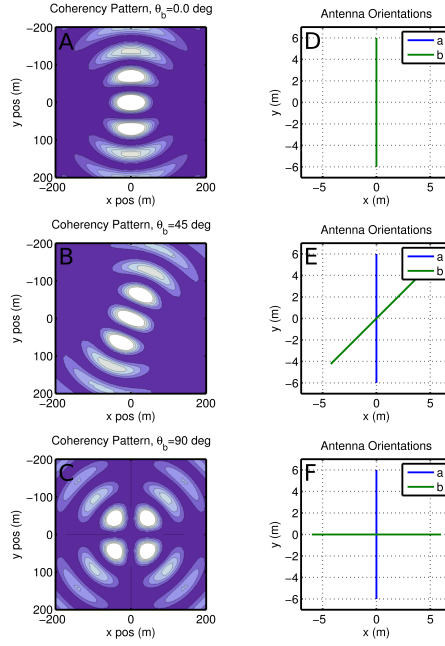 Coherency Pattern, θb=0.0 deg
A
−200
−100
0
100
200
y pos (m)
−200 0 200
x pos (m)
Antenna Orientations
D
a
b
6
4
2
0
−2
−4
−6
y (m)
−5 0 5
x (m)
Coherency Pattern, θb=45 deg
B
−200
−100
0
100
200
y pos (m)
−200 0 200
x pos (m)
Antenna Orientations
E
a
b
6
4
2
0
−2
−4
−6
y (m)
−5 0 5
x (m)
Coherency Pattern, θb=90 deg
C
−200
−100
0
100
200
y pos (m)
−200 0 200
x pos (m)
Antenna Orientations
F
a
b
6
4
2
0
−2
−4
−6
y (m)
−5 0 5
x (m)